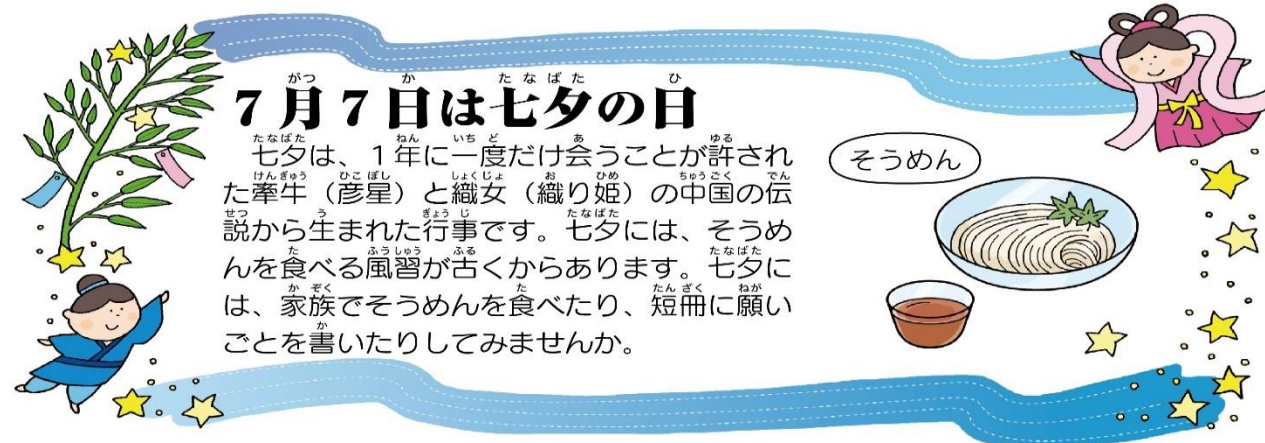 7月7日は七夕の日
七夕は、1年に一度だけ会うことが許され
た牽牛（彦星）と織女（織り姫）の中国の伝
説から生まれた行事です。七夕には、そうめ
んを食べる風習が古くからあります。七夕に
は、家族でそうめんを食べたり、短冊に願い
ごとを書いたりしてみませんか。
そうめん